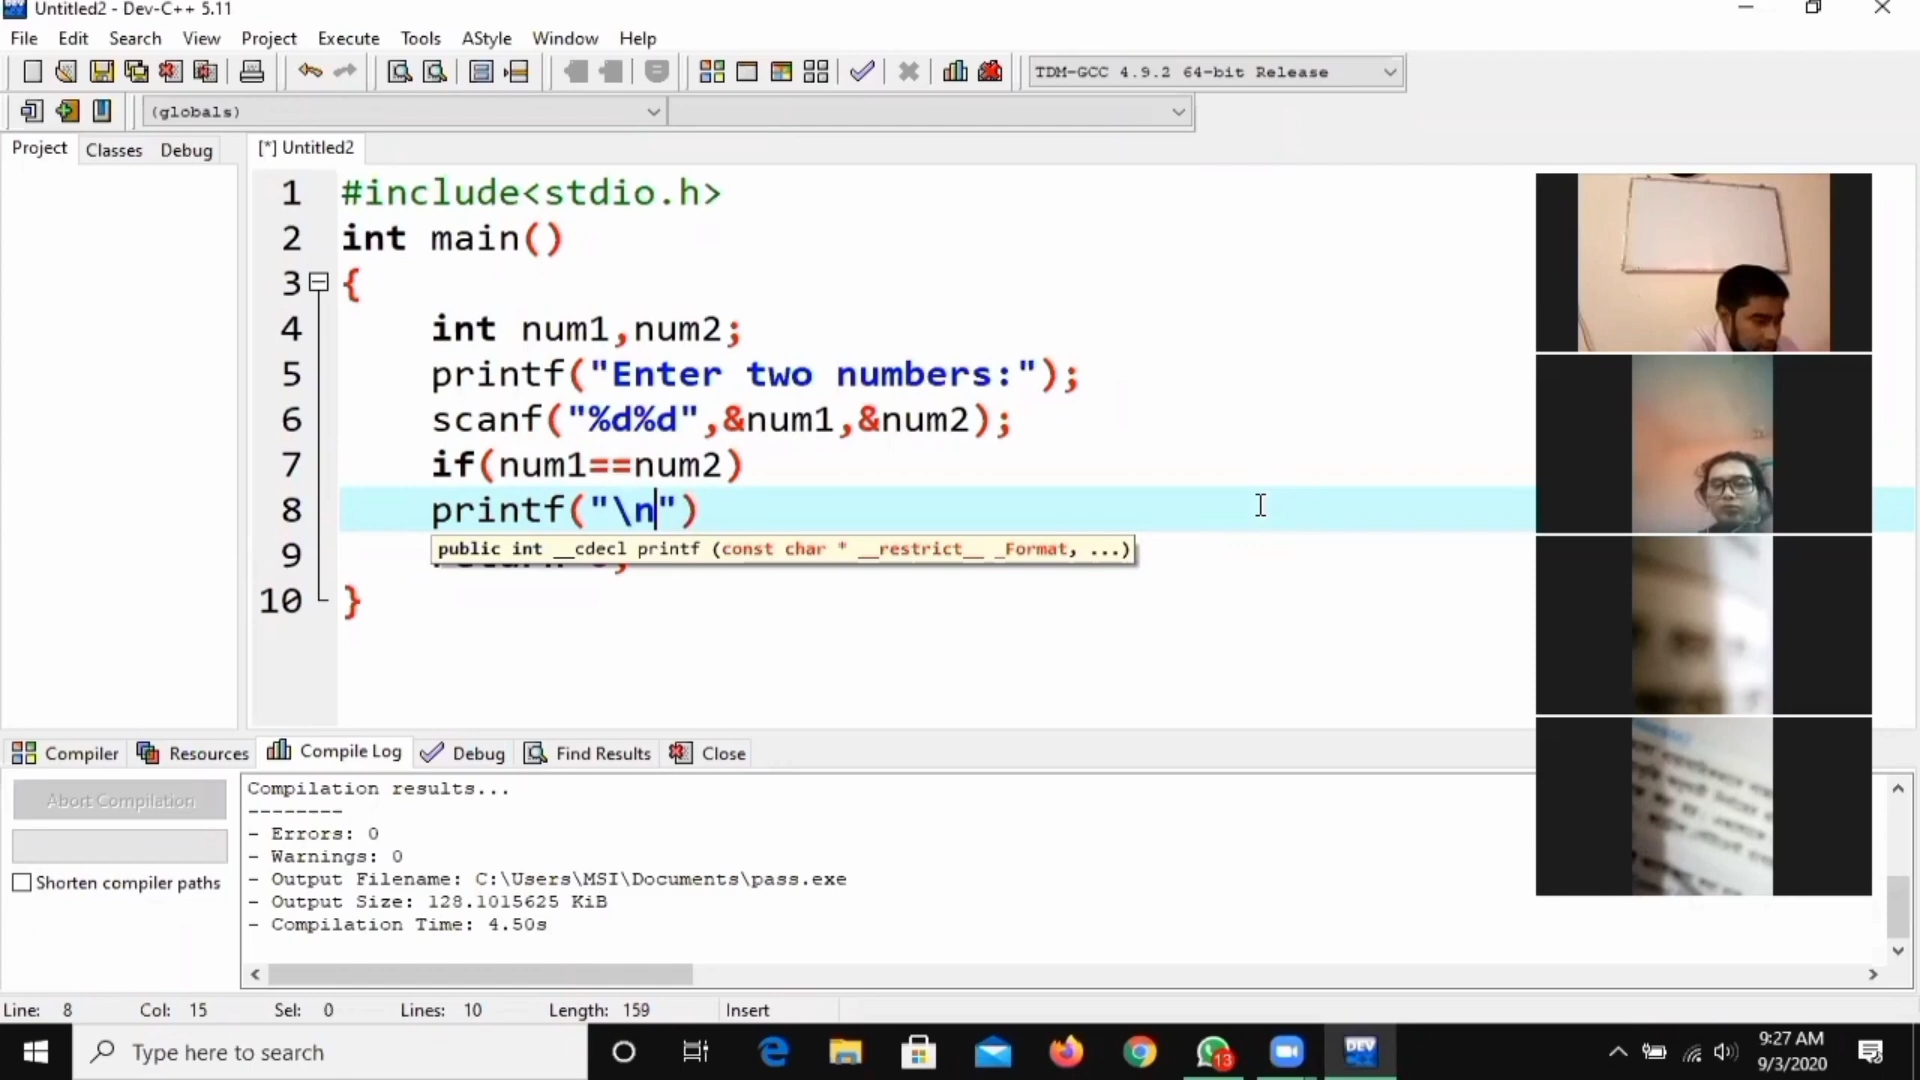 Untitled2 - Dev-C++ 5.11
File Edit Search View Project Execute Tools AStyle Window Help
TDM-GCC 4.9.2 64-bit Release
(globals)
Project Classes Debug
[*] Untitled2
1 #include<stdio.h>
2 int main()
3 {
4 int num1,num2;
5 printf("Enter two numbers:");
6 scanf("%d%d",&num1,&num2);
7 if(num1==num2)
8 printf("\n")
public int __cdecl printf (const char * __restrict__ _Format, ...)
9
10 }
Compiler Resources Compile Log Debug Find Results Close
Abort Compilation
Shorten compiler paths
Compilation results...
--------
- Errors: 0
- Warnings: 0
- Output Filename: C:\Users\MSI\Documents\pass.exe
- Output Size: 128.1015625 KiB
- Compilation Time: 4.50s
Line: 8 Col: 15 Sel: 0 Lines: 10 Length: 159 Insert
Type here to search
13
DEV
9:27 AM
9/3/2020